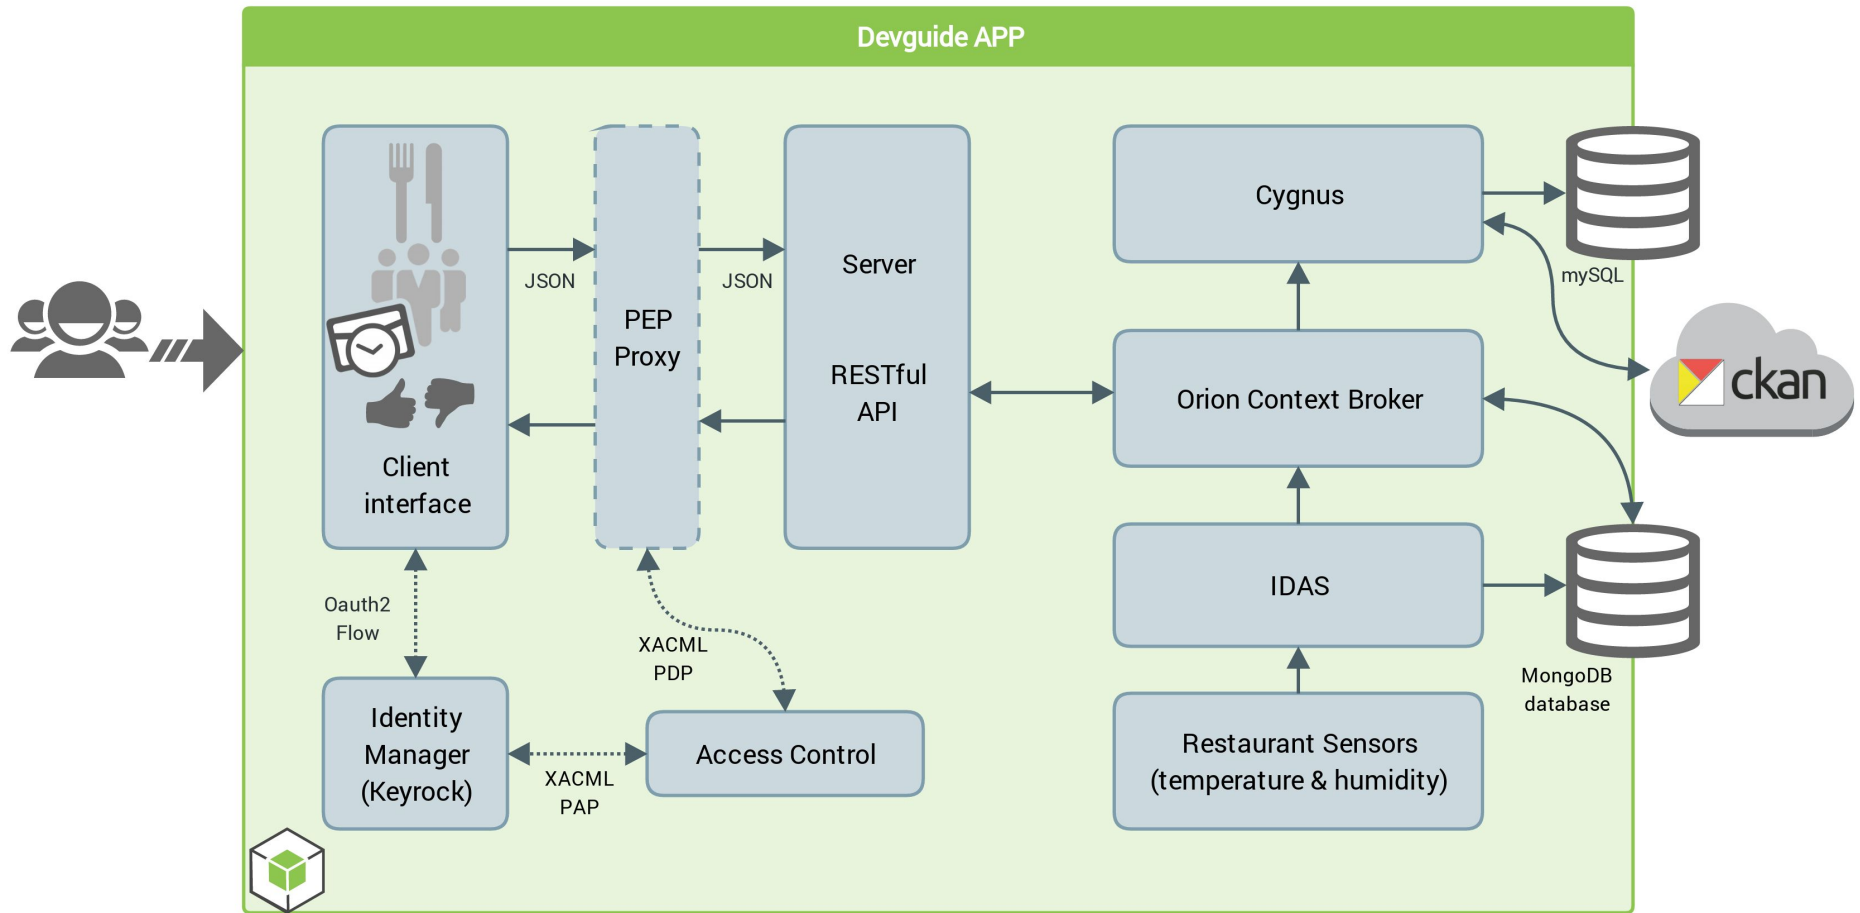 Devguide APP
Client
interface
JSON
PEP
Proxy
JSON
Server
RESTful
API
Cygnus
mySQL
ckan
Orion Context Broker
IDAS
MongoDB
database
Restaurant Sensors
(temperature & humidity)
Oauth2
Flow
XACML
PDP
Identity
Manager
(Keyrock)
XACML
PAP
Access Control